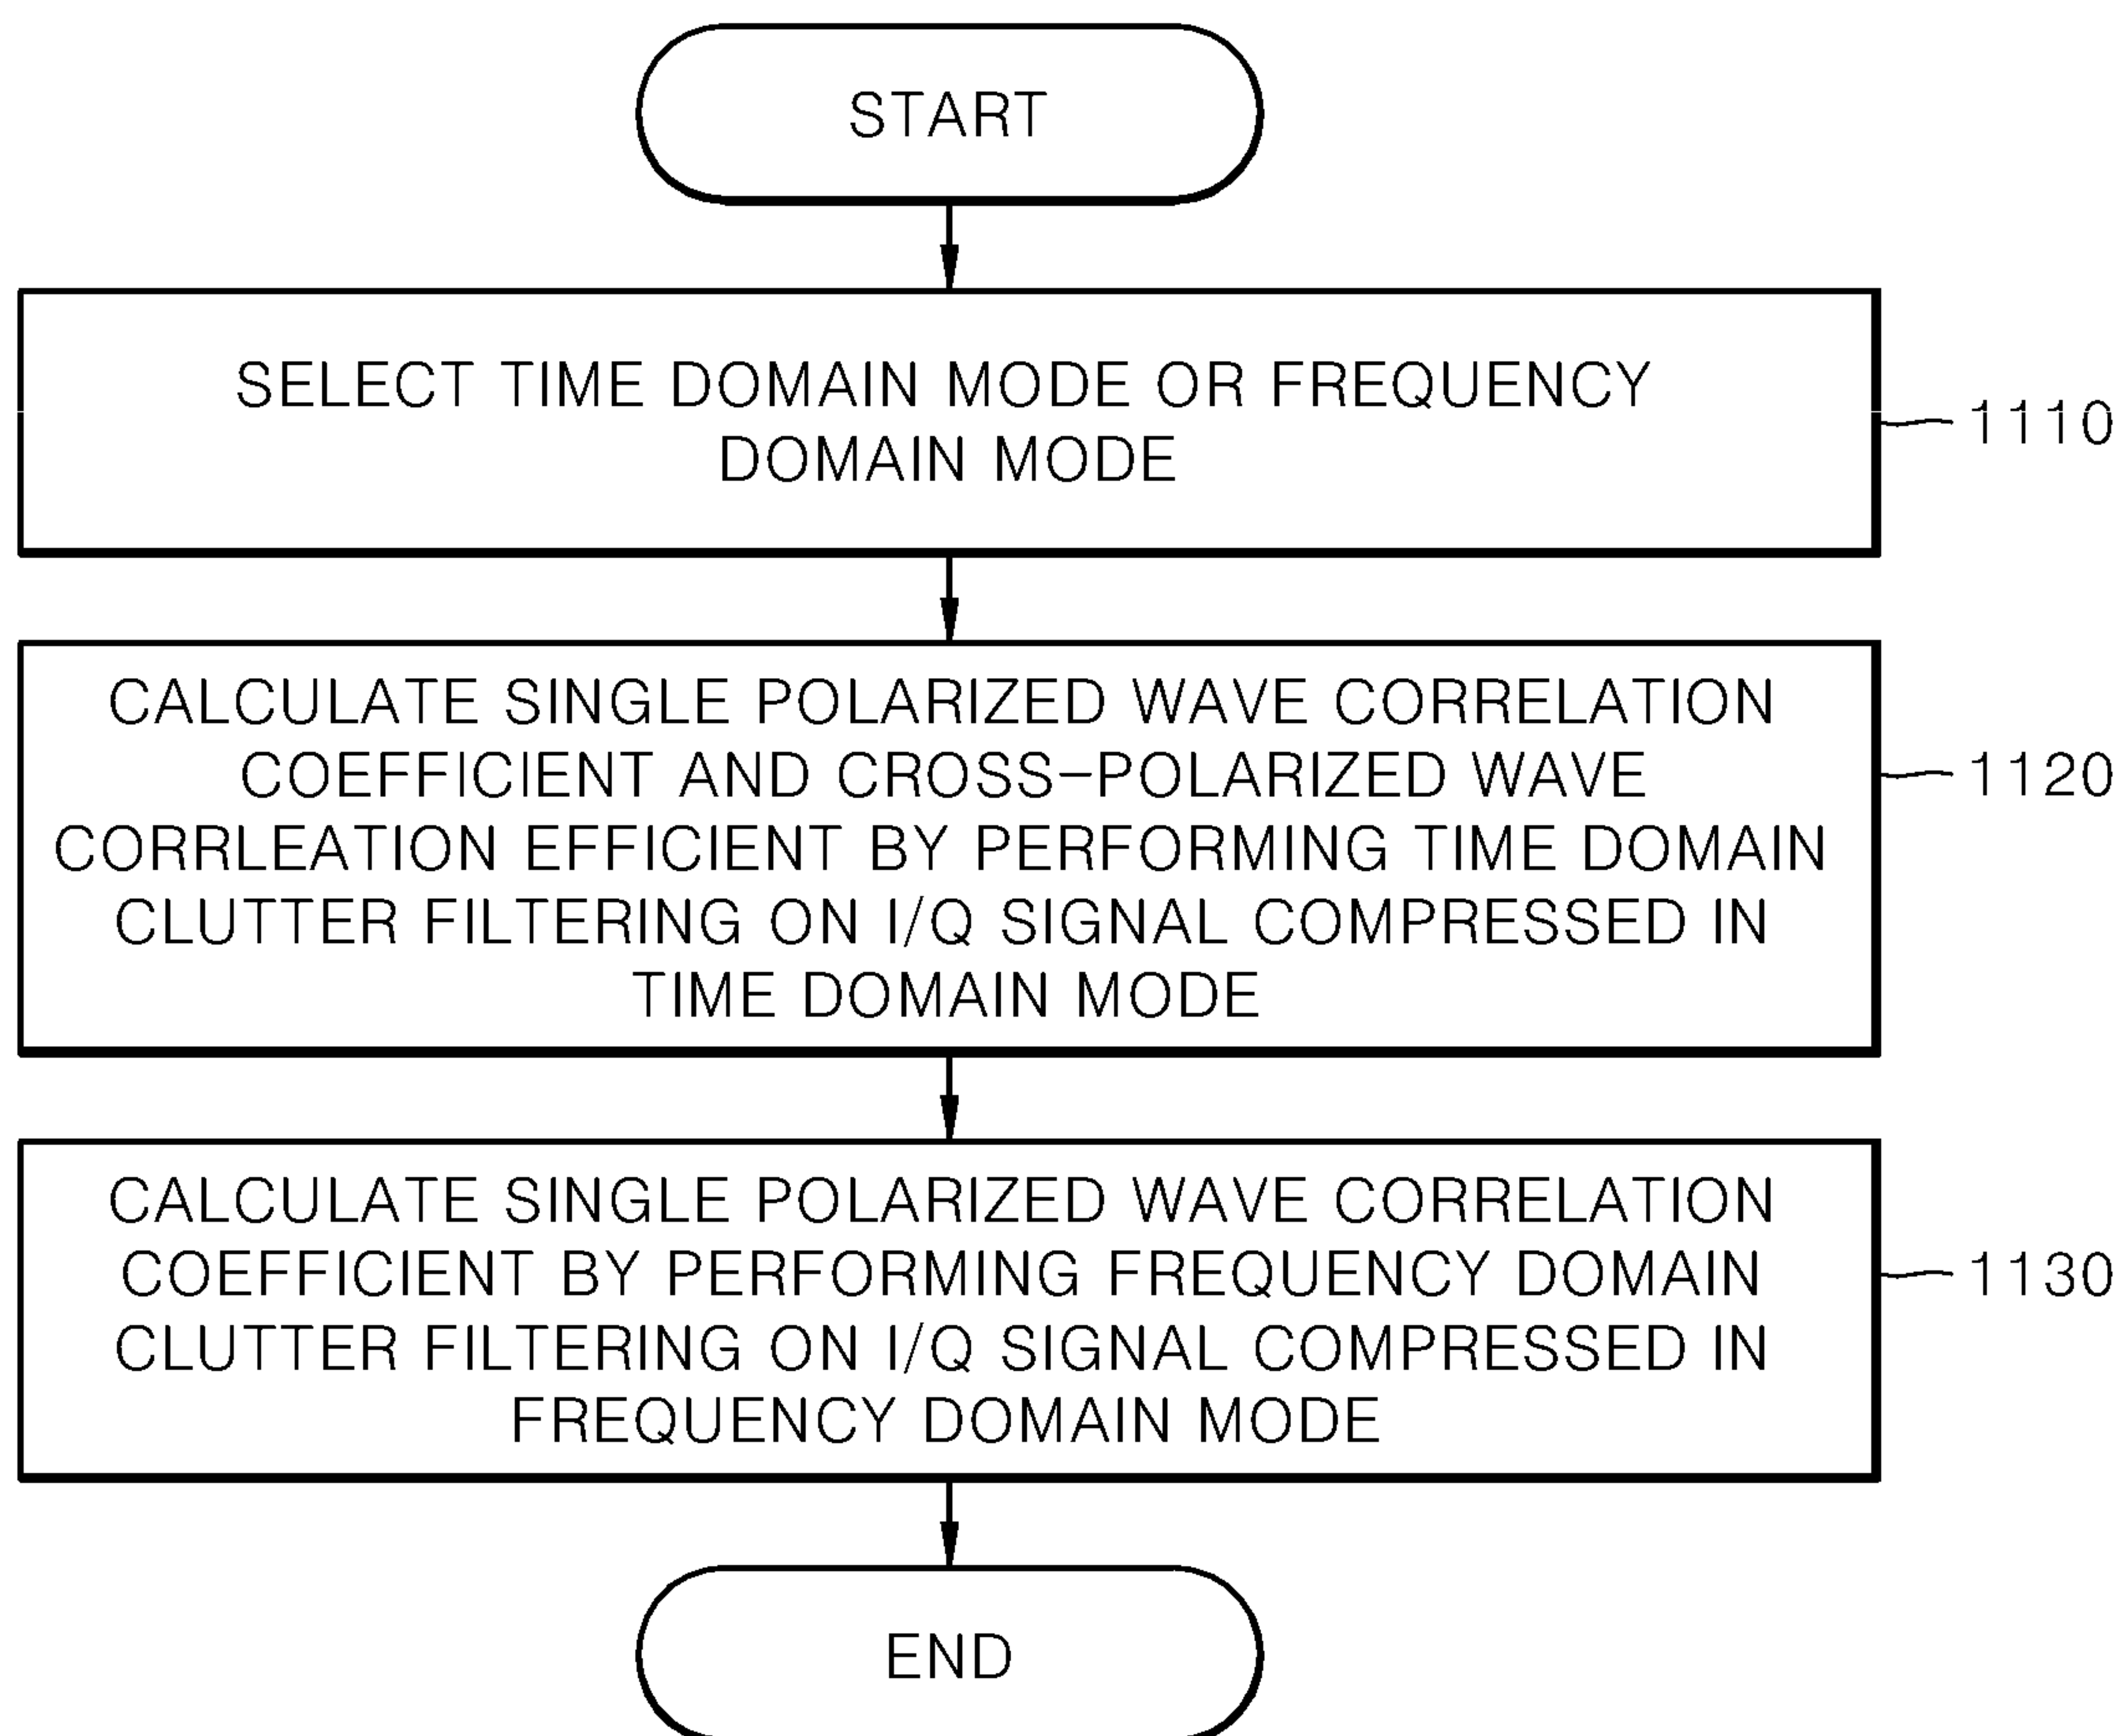 START
SELECT TIME DOMAIN MODE OR FREQUENCY
DOMAIN MODE
1110
CALCULATE SINGLE POLARIZED WAVE CORRELATION
COEFFICIENT AND CROSS-POLARIZED WAVE
CORRLEATION EFFICIENT BY PERFORMING TIME DOMAIN
CLUTTER FILTERING ON I/Q SIGNAL COMPRESSED IN
TIME DOMAIN MODE
1120
CALCULATE SINGLE POLARIZED WAVE CORRELATION
COEFFICIENT BY PERFORMING FREQUENCY DOMAIN
CLUTTER FILTERING ON I/Q SIGNAL COMPRESSED IN
FREQUENCY DOMAIN MODE
1130
END